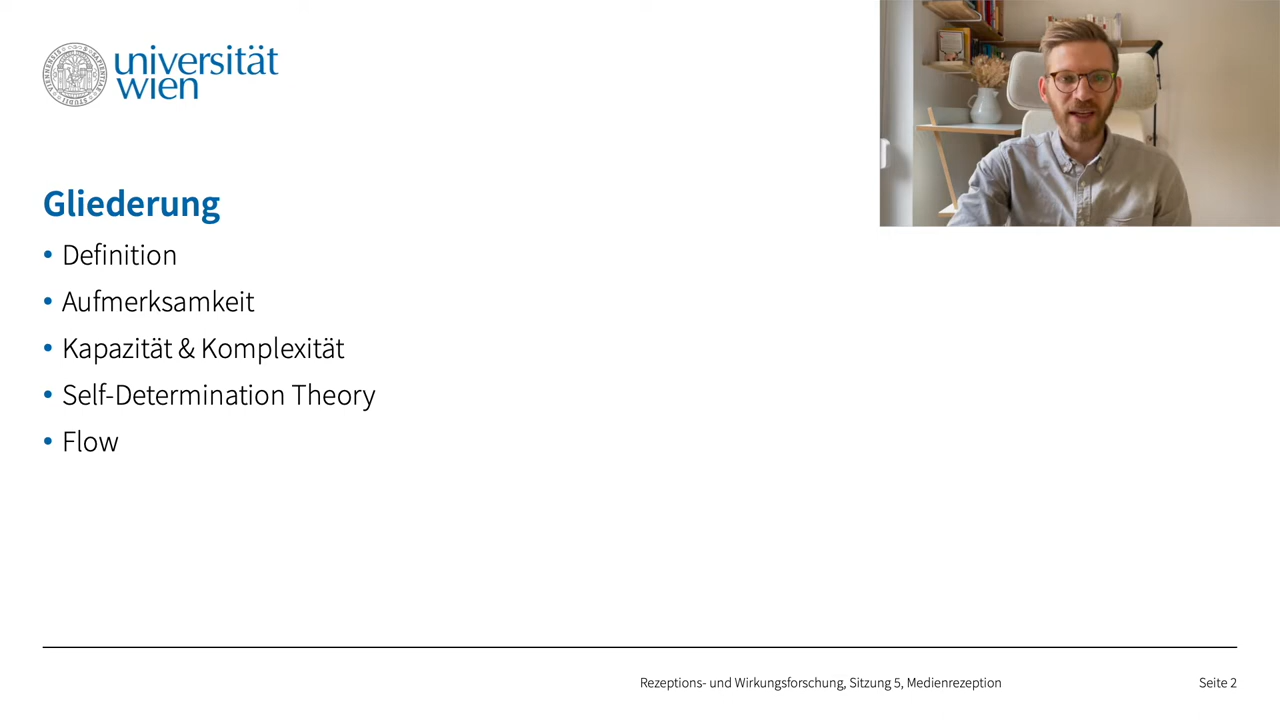 universität
wien
Gliederung
• Definition
• Aufmerksamkeit
• Kapazität & Komplexität
• Self-Determination Theory
• Flow
Rezeptions- und Wirkungsforschung, Sitzung 5, Medienrezeption
Seite 2